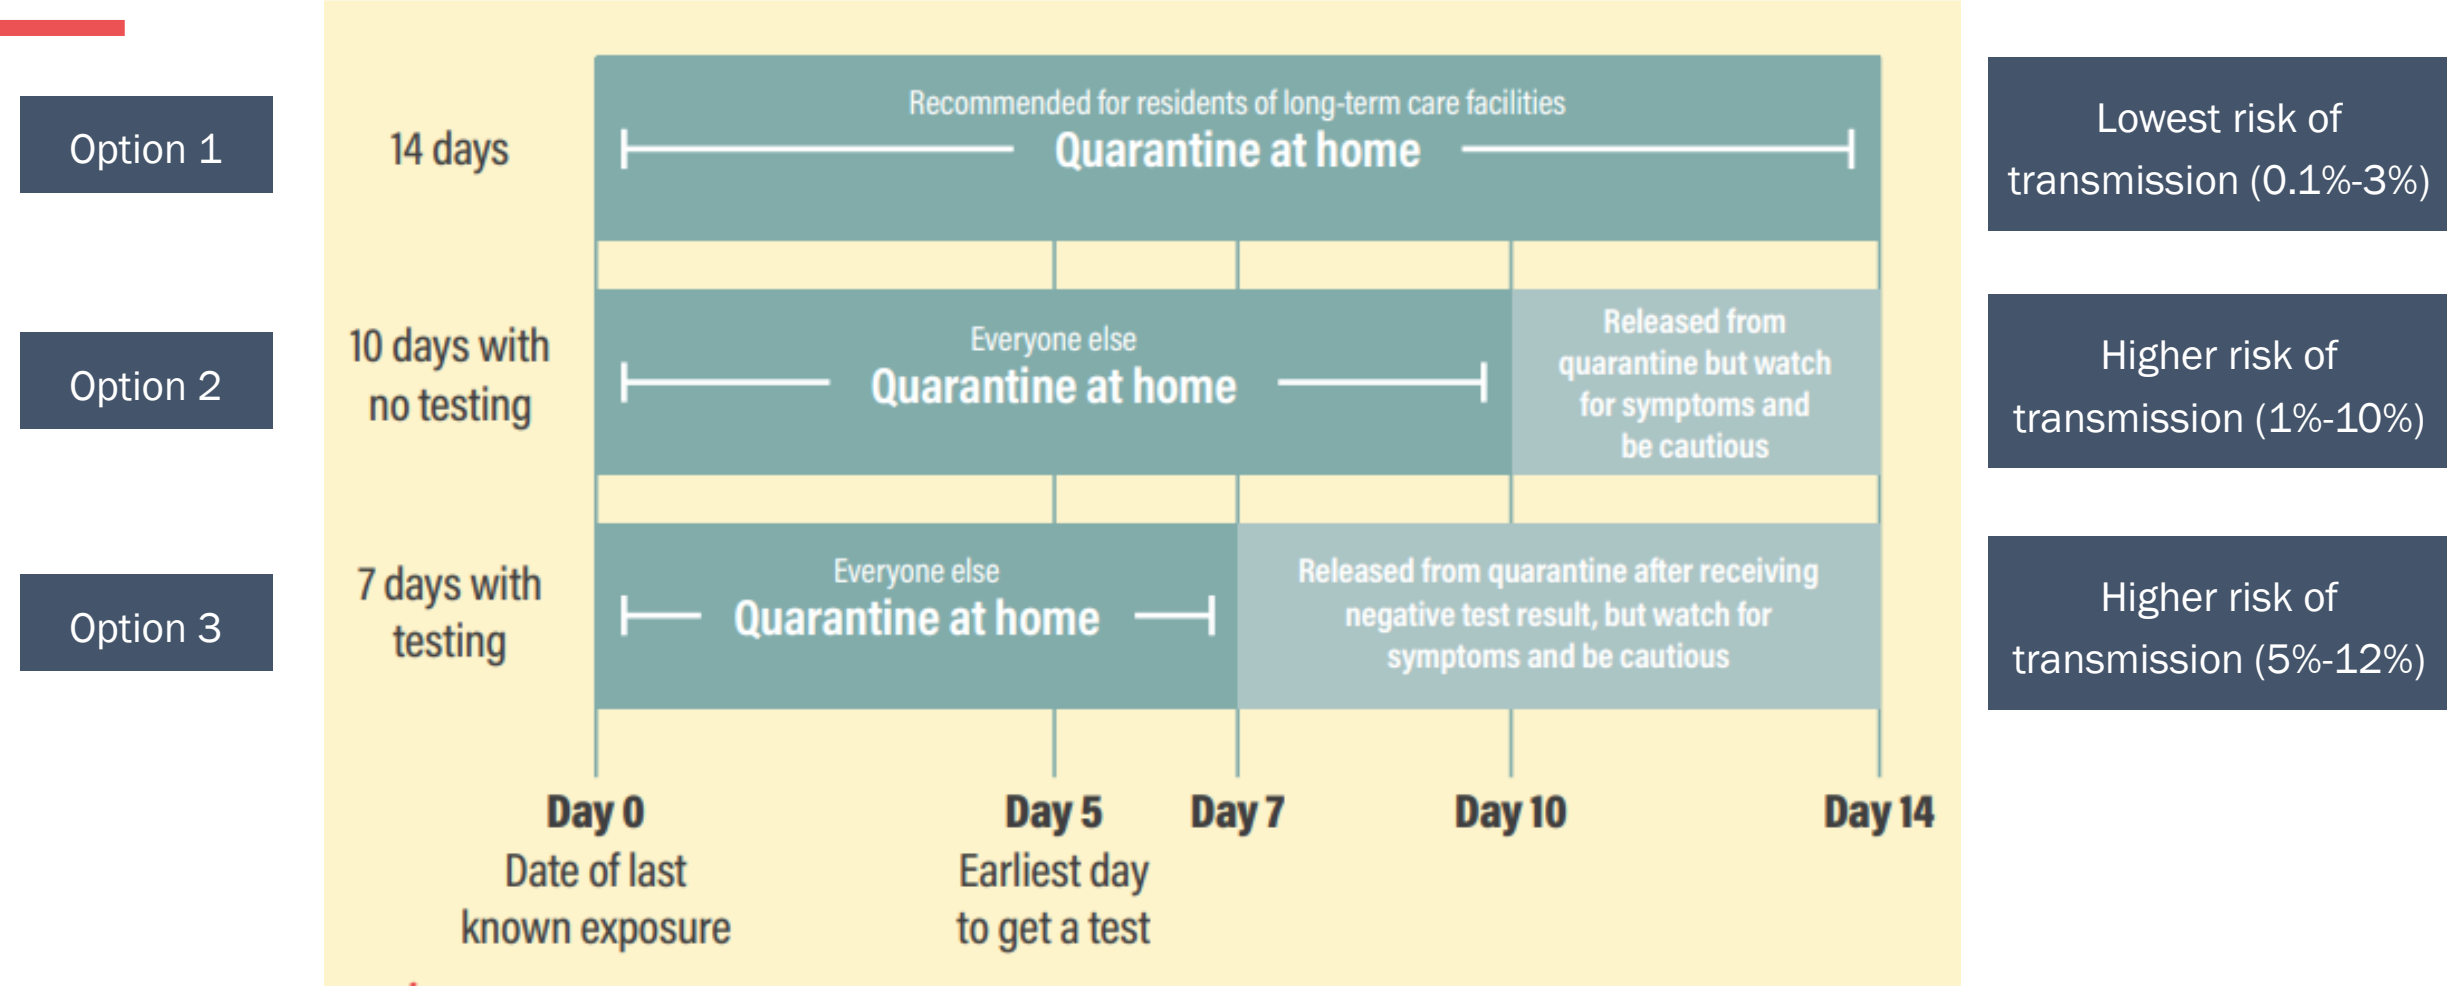 Option 1
14 days
Recommended for residents of long-term care facilities
Quarantine at home
Lowest risk of
transmission (0.1%-3%)
Option 2
10 days with
no testing
Everyone else
Quarantine at home
Released from
quarantine but watch
for symptoms and
be cautious
Higher risk of
transmission (1%-10%)
Option 3
7 days with
testing
Everyone else
Quarantine at home
Released from quarantine after receiving
negative test result, but watch for
symptoms and be cautious
Higher risk of
transmission (5%-12%)
Day 0
Date of last
known exposure
Day 5
Earliest day
to get a test
Day 7
Day 10
Day 14